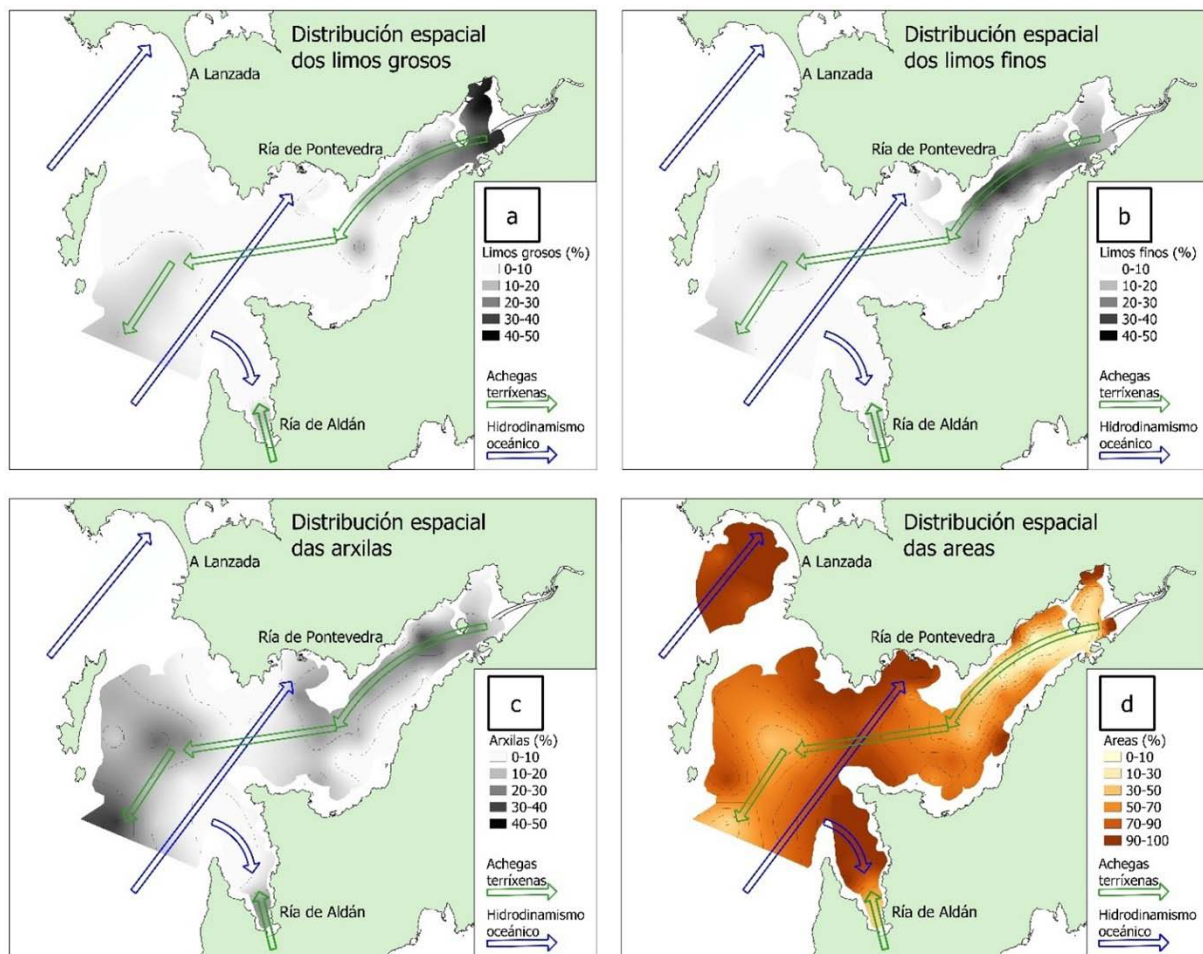 Distribución espacial
dos limos grosos
A Lanzada
Ría de Pontevedra
a
Limos grosos (%)
0-10
10-20
20-30
30-40
40-50
Achegas
terríxenas
Hidrodinamismo
oceánico
Ría de Aldán
Distribución espacial
dos limos finos
A Lanzada
Ría de Pontevedra
b
Limos finos (%)
0-10
10-20
20-30
30-40
40-50
Achegas
terríxenas
Hidrodinamismo
oceánico
Ría de Aldán
Distribución espacial
das arxilas
A Lanzada
Ría de Pontevedra
c
Arxilas (%)
0-10
10-20
20-30
30-40
40-50
Achegas
terríxenas
Hidrodinamismo
oceánico
Ría de Aldán
Distribución espacial
das areas
A Lanzada
Ría de Pontevedra
d
Areas (%)
0-10
10-30
30-50
50-70
70-90
90-100
Achegas
terríxenas
Hidrodinamismo
oceánico
Ría de Aldán